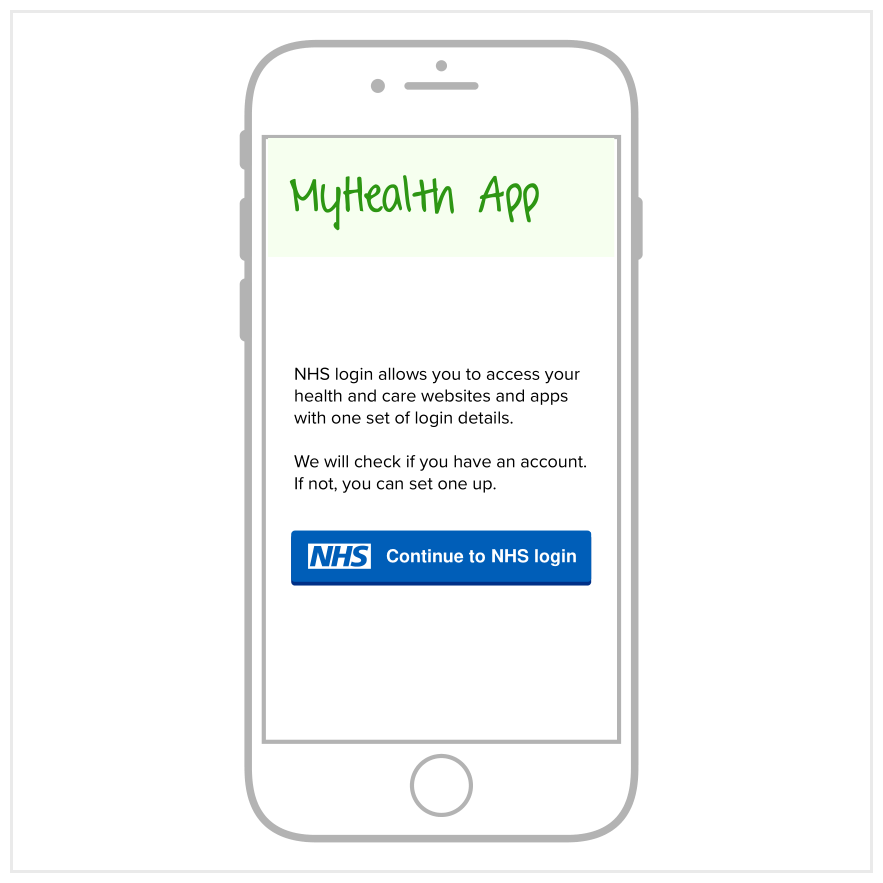 MyHealth App
NHS login allows you to access your
health and care websites and apps
with one set of login details.
We will check if you have an account.
If not, you can set one up.
NHS Continue to NHS login